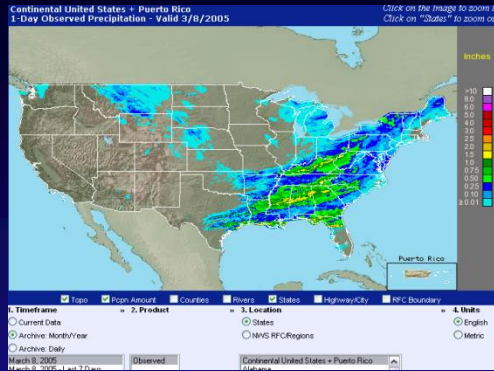 Continental United States + Puerto Rico
1-Day Observed Precipitation - Valid 3/8/2005
Click on the Image to zoom
Click on "States" to zoom
Inches
>10
8.0
6.0
5.0
4.0
3.0
2.5
2.0
1.5
1.0
0.75
0.50
0.25
0.10
≥0.01
Puerto Rico
Topo
Pcpn Amount
Counties
Rivers
States
Highway/City
RFC Boundary
1. Timeframe
» 2. Product
» 3. Location
» 4. Units
Current Data
States
English
Archive: Month/Year
NWS RFC/Regions
Metric
Archive: Daily
March 8, 2005
Observed
Continental United States + Puerto Rico
March 8, 2005 - Last 7 Days
Alabama